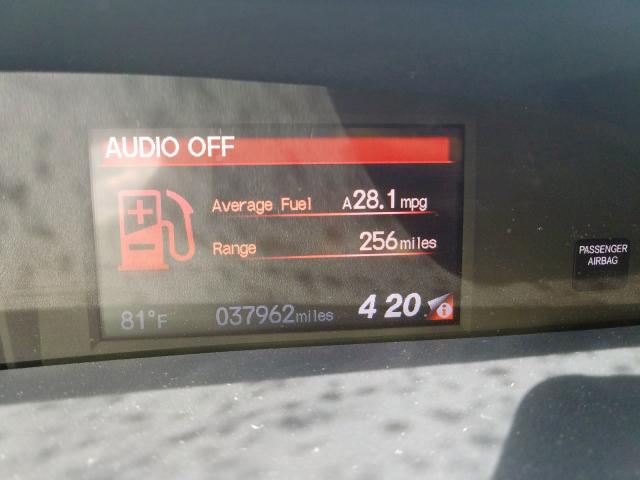 AUDIO OFF
Average Fuel A28.1 mpg
Range 256 miles
81°F 037962 miles 4 20 i
PASSENGER
AIRBAG